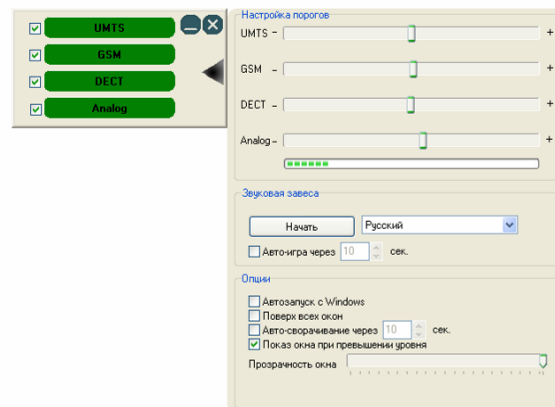 UMTS
GSM
DECT
Analog
Настройка порогов
UMTS - +
GSM - +
DECT - +
Analog - +
Звуковая завеса
Начать Русский
Авто-игра через 10 сек.
Опции
Автозапуск с Windows
Поверх всех окон
Авто-сворачивание через 10 сек.
Показ окна при превышении уровня
Прозрачность окна